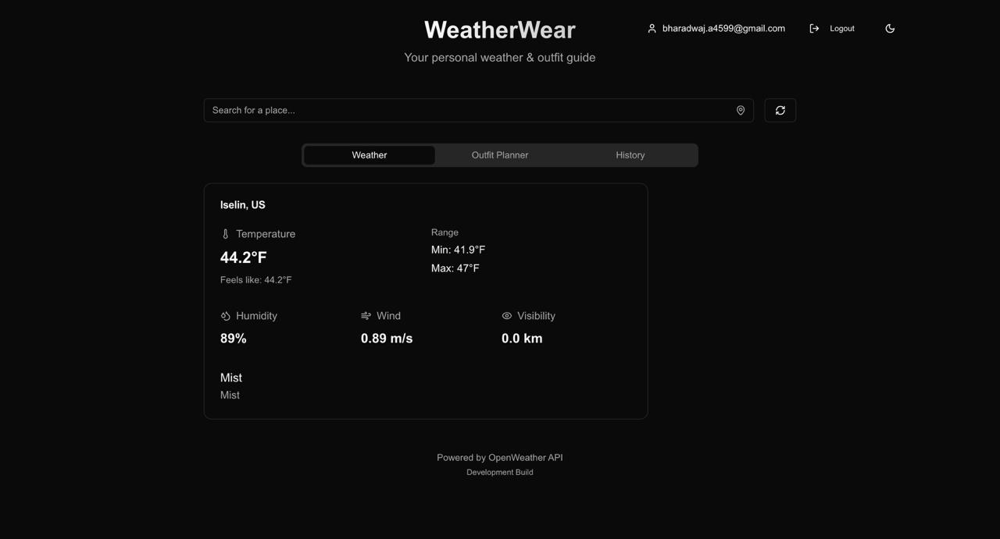 WeatherWear
bharadwaj.a4599@gmail.com
Logout
Your personal weather & outfit guide
Search for a place...
Weather
Outfit Planner
History
Iselin, US
Temperature
44.2°F
Feels like: 44.2°F
Range
Min: 41.9°F
Max: 47°F
Humidity
89%
Wind
0.89 m/s
Visibility
0.0 km
Mist
Mist
Powered by OpenWeather API
Development Build